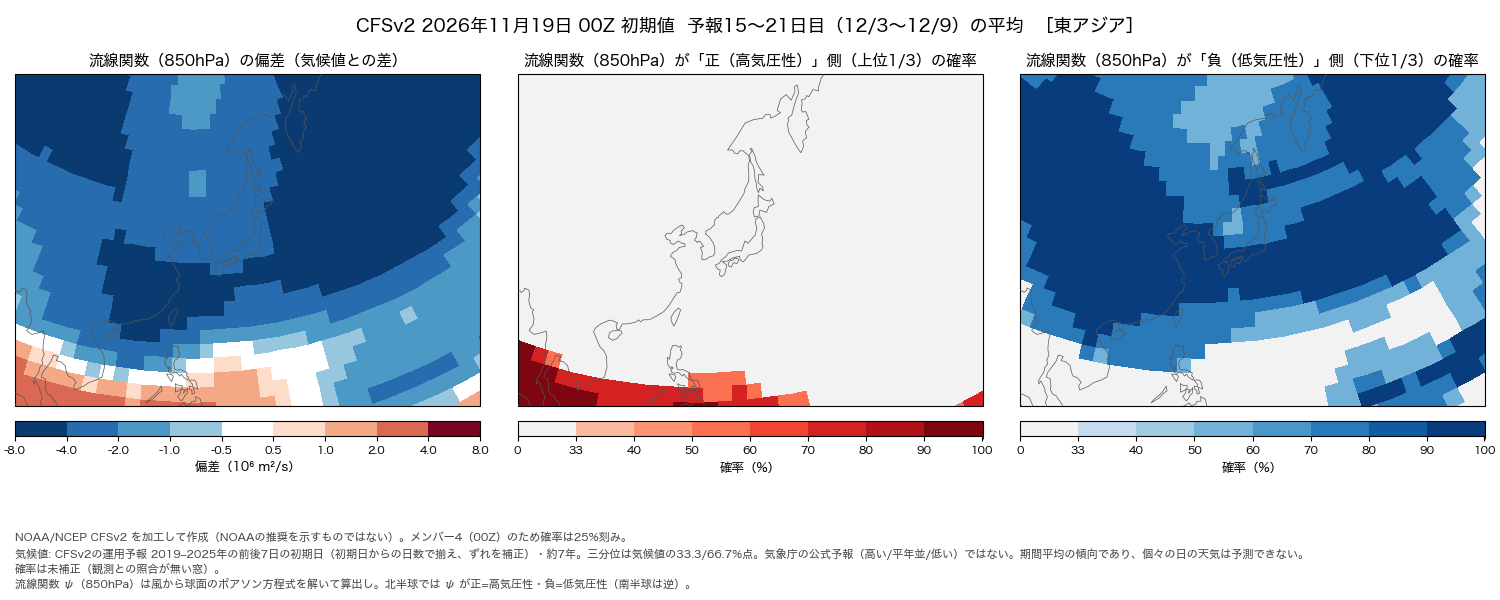 CFSv2 2026年11月19日 00Z 初期値 予報15～21日目（12/3～12/9）の平均 ［東アジア］
流線関数（850hPa）の偏差（気候値との差）
流線関数（850hPa）が「正（高気圧性）」側（上位1/3）の確率
流線関数（850hPa）が「負（低気圧性）」側（下位1/3）の確率
-8.0 -4.0 -2.0 -1.0 -0.5 0.5 1.0 2.0 4.0 8.0
偏差（10⁶ m²/s）
0 33 40 50 60 70 80 90 100
確率（%）
0 33 40 50 60 70 80 90 100
確率（%）
NOAA/NCEP CFSv2 を加工して作成（NOAAの推奨を示すものではない）。メンバー4（00Z）のため確率は25%刻み。
気候値: CFSv2の運用予報 2019–2025年の前後7日の初期日（初期日からの日数で揃え、ずれを補正）・約7年。三分位は気候値の33.3/66.7%点。気象庁の公式予報（高い/平年並/低い）ではない。期間平均の傾向であり、個々の日の天気は予測できない。
確率は未補正（観測との照合が無い窓）。
流線関数 ψ（850hPa）は風から球面のポアソン方程式を解いて算出し。北半球では ψ が正=高気圧性・負=低気圧性（南半球は逆）。